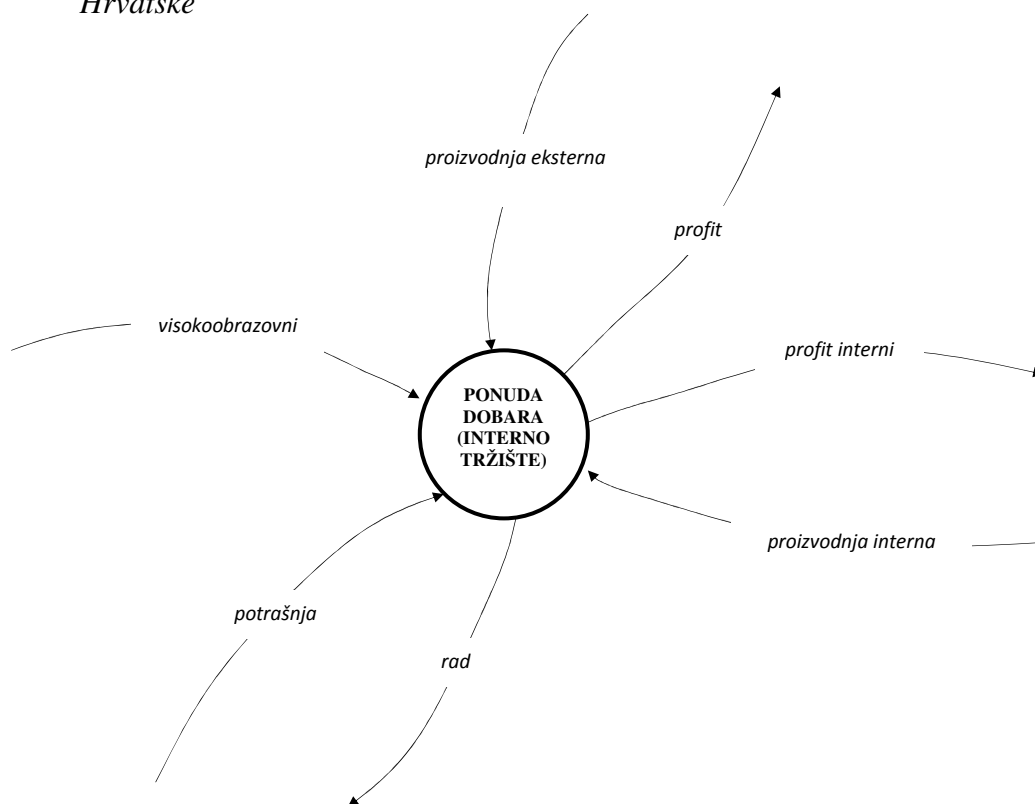 Hrvatske
proizvodnja eksterna
profit
visokoobrazovni
profit interni
PONUDA
DOBARA
(INTERNO
TRŽIŠTE)
proizvodnja interna
potrašnja
rad